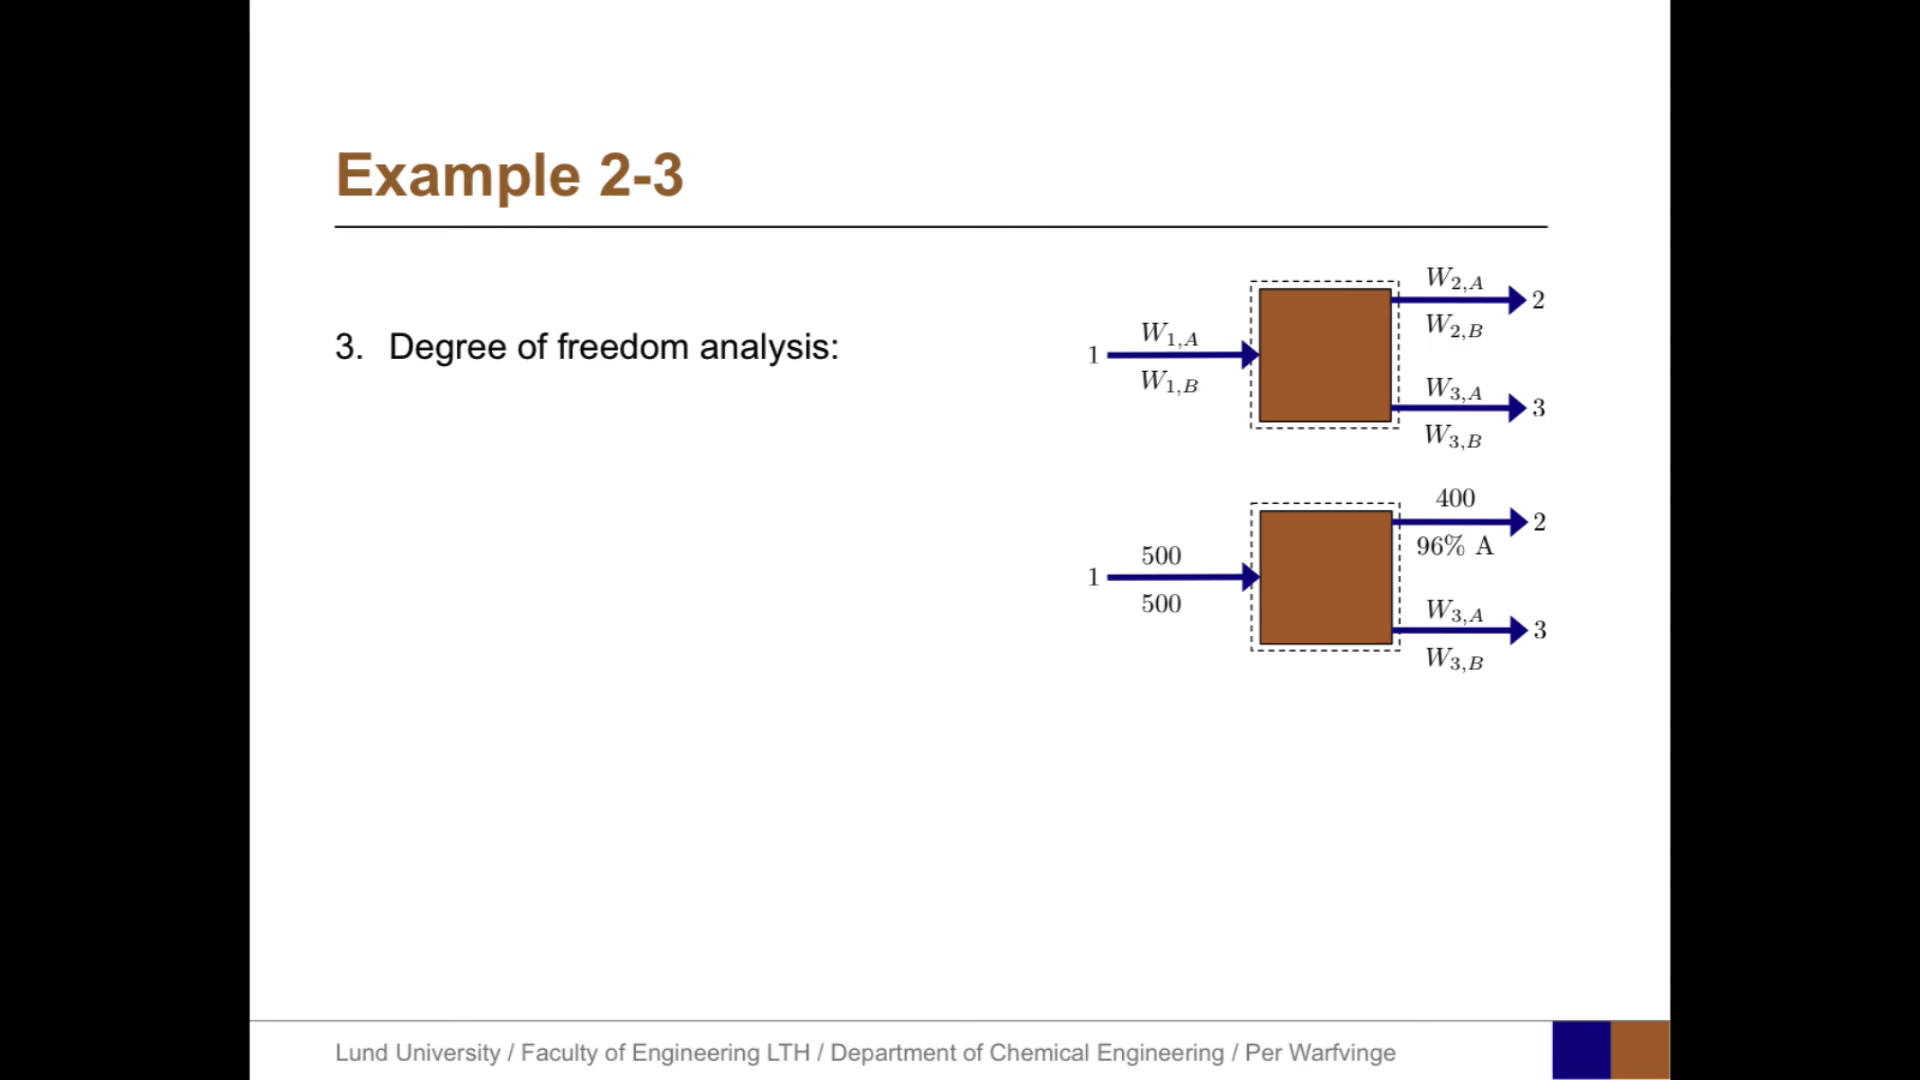 Example 2-3
3. Degree of freedom analysis:
W1,A
1
W1,B
W2,A
2
W2,B
W3,A
3
W3,B
500
1
500
400
2
96% A
W3,A
3
W3,B
Lund University / Faculty of Engineering LTH / Department of Chemical Engineering / Per Warfvinge